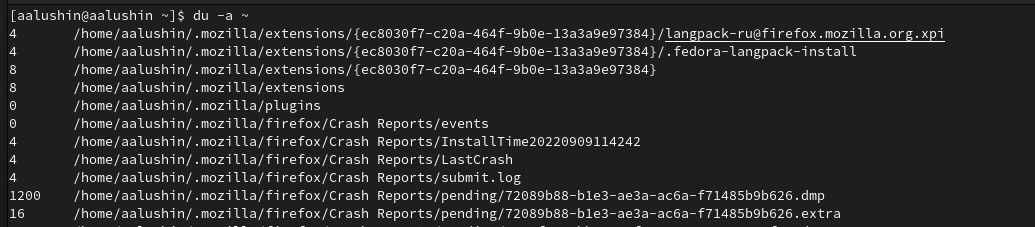 [aalushin@aalushin ~]$ du -a ~
4 /home/aalushin/.mozilla/extensions/{ec8030f7-c20a-464f-9b0e-13a3a9e97384}/langpack-ru@firefox.mozilla.org.xpi
4 /home/aalushin/.mozilla/extensions/{ec8030f7-c20a-464f-9b0e-13a3a9e97384}/.fedora-langpack-install
8 /home/aalushin/.mozilla/extensions/{ec8030f7-c20a-464f-9b0e-13a3a9e97384}
8 /home/aalushin/.mozilla/extensions
0 /home/aalushin/.mozilla/plugins
0 /home/aalushin/.mozilla/firefox/Crash Reports/events
4 /home/aalushin/.mozilla/firefox/Crash Reports/InstallTime20220909114242
4 /home/aalushin/.mozilla/firefox/Crash Reports/LastCrash
4 /home/aalushin/.mozilla/firefox/Crash Reports/submit.log
1200 /home/aalushin/.mozilla/firefox/Crash Reports/pending/72089b88-b1e3-ae3a-ac6a-f71485b9b626.dmp
16 /home/aalushin/.mozilla/firefox/Crash Reports/pending/72089b88-b1e3-ae3a-ac6a-f71485b9b626.extra